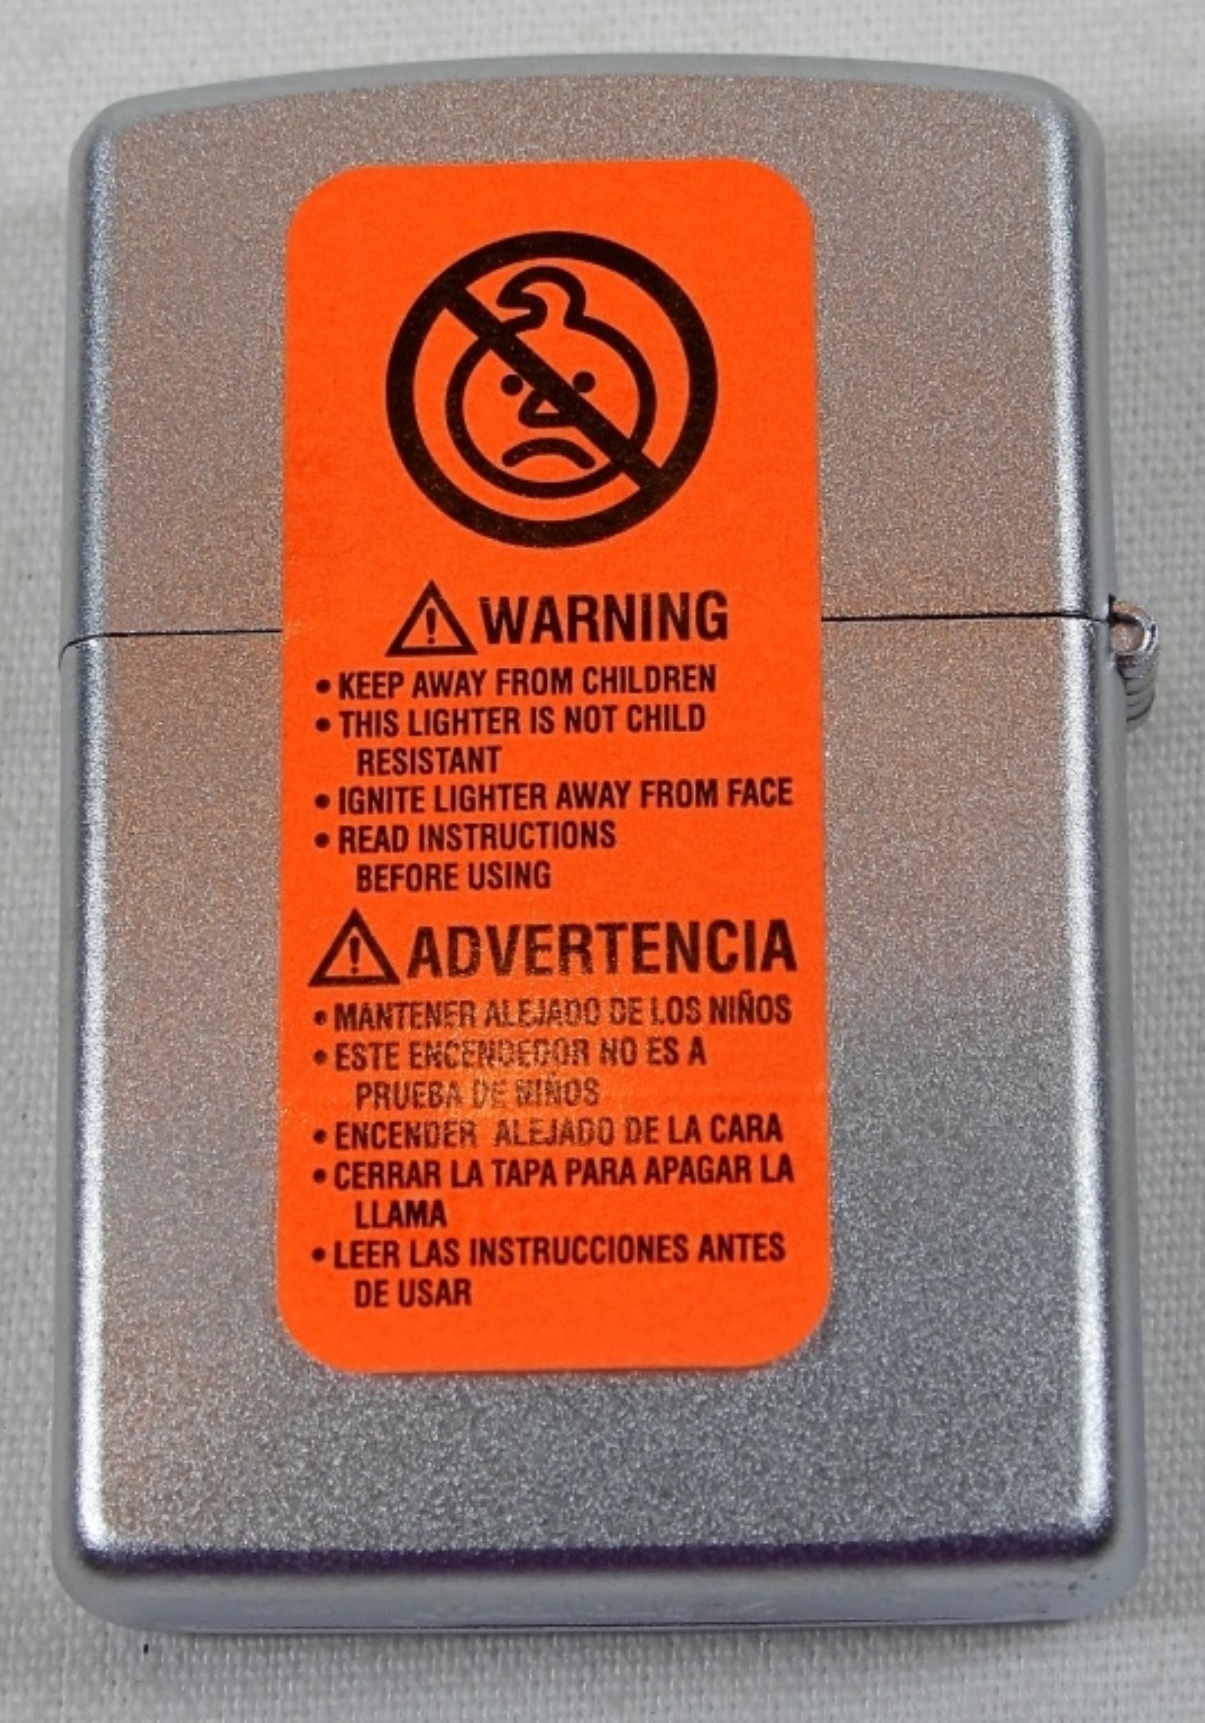 WARNING
• KEEP AWAY FROM CHILDREN
• THIS LIGHTER IS NOT CHILD
RESISTANT
• IGNITE LIGHTER AWAY FROM FACE
• READ INSTRUCTIONS
BEFORE USING
ADVERTENCIA
• MANTENER ALEJADO DE LOS NIÑOS
• ESTE ENCENDEDOR NO ES A
PRUEBA DE NIÑOS
• ENCENDER ALEJADO DE LA CARA
• CERRAR LA TAPA PARA APAGAR LA
LLAMA
• LEER LAS INSTRUCCIONES ANTES
DE USAR